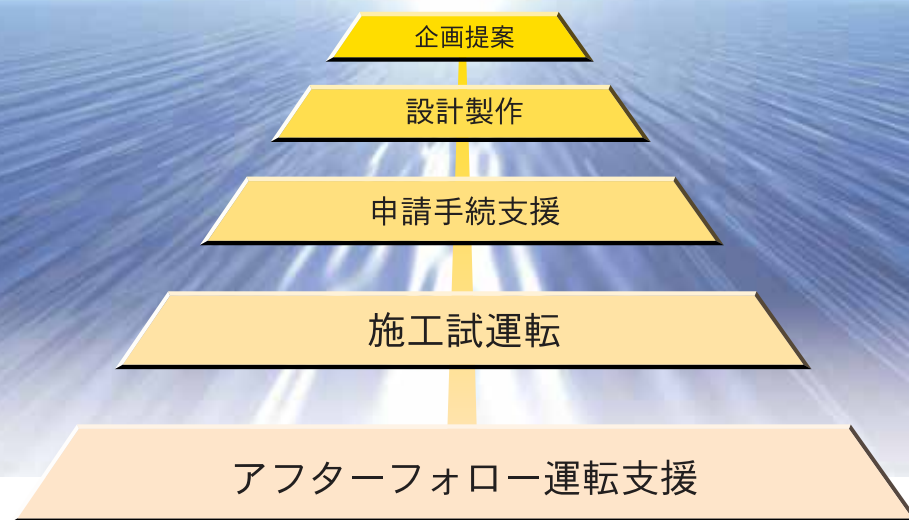 企画提案
設計製作
申請手続支援
施工試運転
アフターフォロー運転支援